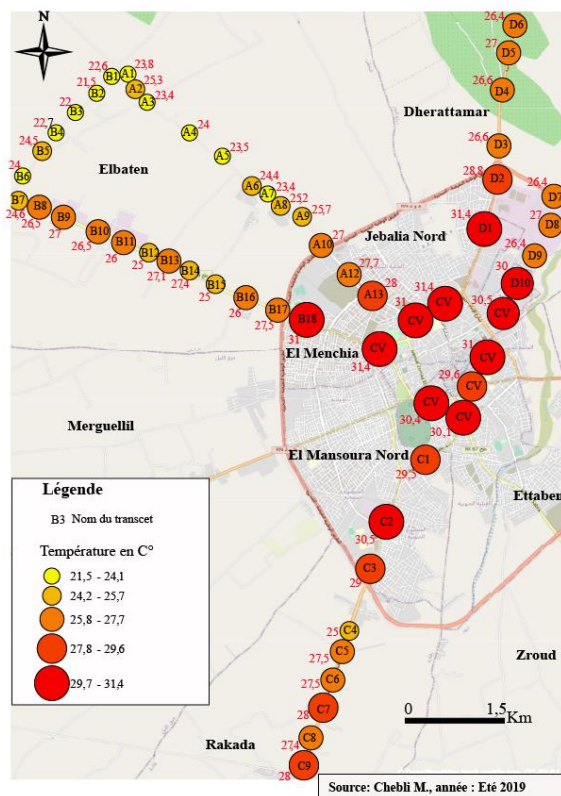 26,4
D6
27
D5
26,6
D4
Dherattamar
26,6
D3
28,8
D2
26,4
D7
31,4
D1
27
D8
26,4
D9
30
D10
22,6
B1
23,8
A1
25,3
A2
21,5
B2
23,4
A3
22
B3
22,7
B4
24
A4
24,5
B5
23,5
A5
Elbaten
24
B6
24,4
A6
23,4
A7
25,2
A8
25,7
A9
24,6
B7
26,5
B8
27
B9
26,5
B10
26
B11
25
B12
27,1
B13
27,4
B14
25
B15
26
B16
27,5
B17
31
B18
27
A10
Jebalia Nord
27,7
A12
28
A13
31,4
CV
31
CV
30,5
CV
El Menchia
31,4
CV
31
CV
29,6
CV
30,4
CV
30,1
CV
Merguellil
El Mansoura Nord
29,5
C1
Ettaben
30,5
C2
29
C3
25
C4
27,5
C5
27,5
C6
28
C7
27,4
C8
28
C9
Zroud
Rakada
Légende
B3 Nom du transcet
Température en C°
21,5 - 24,1
24,2 - 25,7
25,8 - 27,7
27,8 - 29,6
29,7 - 31,4
0 1,5
Km
Source: Chebli M., année : Eté 2019